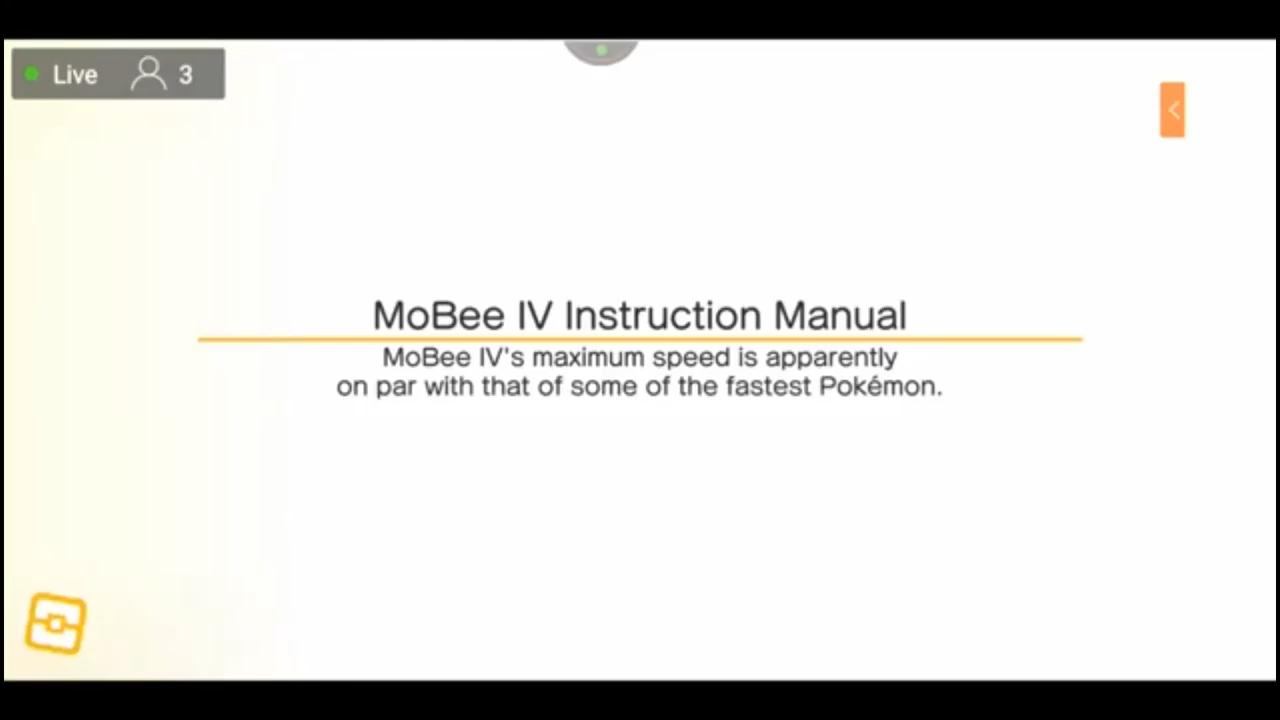 Live 3
MoBee IV Instruction Manual
MoBee IV's maximum speed is apparently
on par with that of some of the fastest Pokémon.